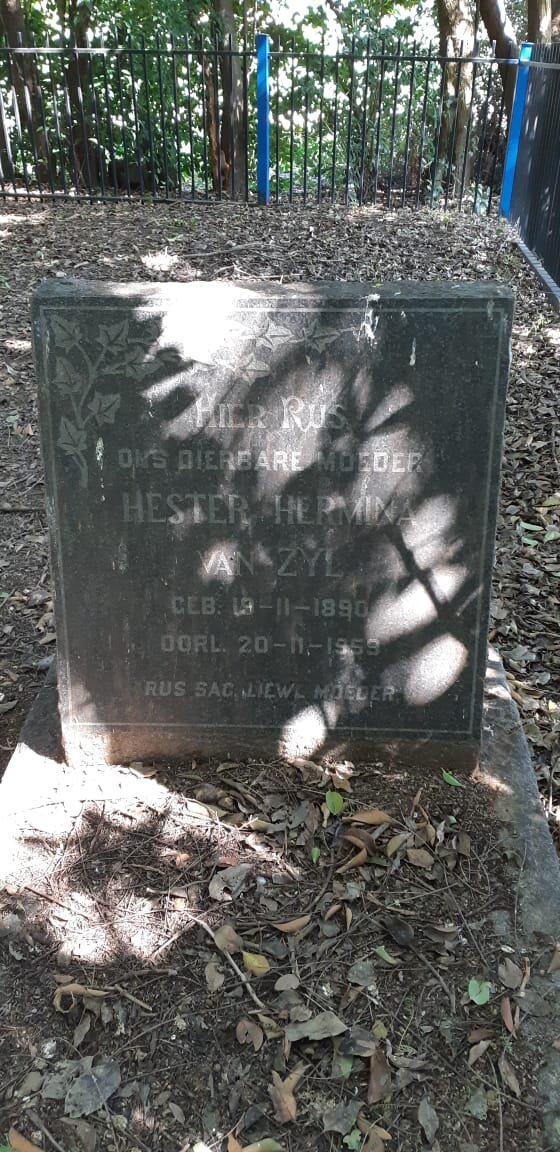 HIER RUS
ONS DIERBARE MOEDER
HESTER HERMINA
VAN ZYL
GEB. 19-11-1890
OORL. 20-11-1959
RUS SAG, LIEWE MOEDER.